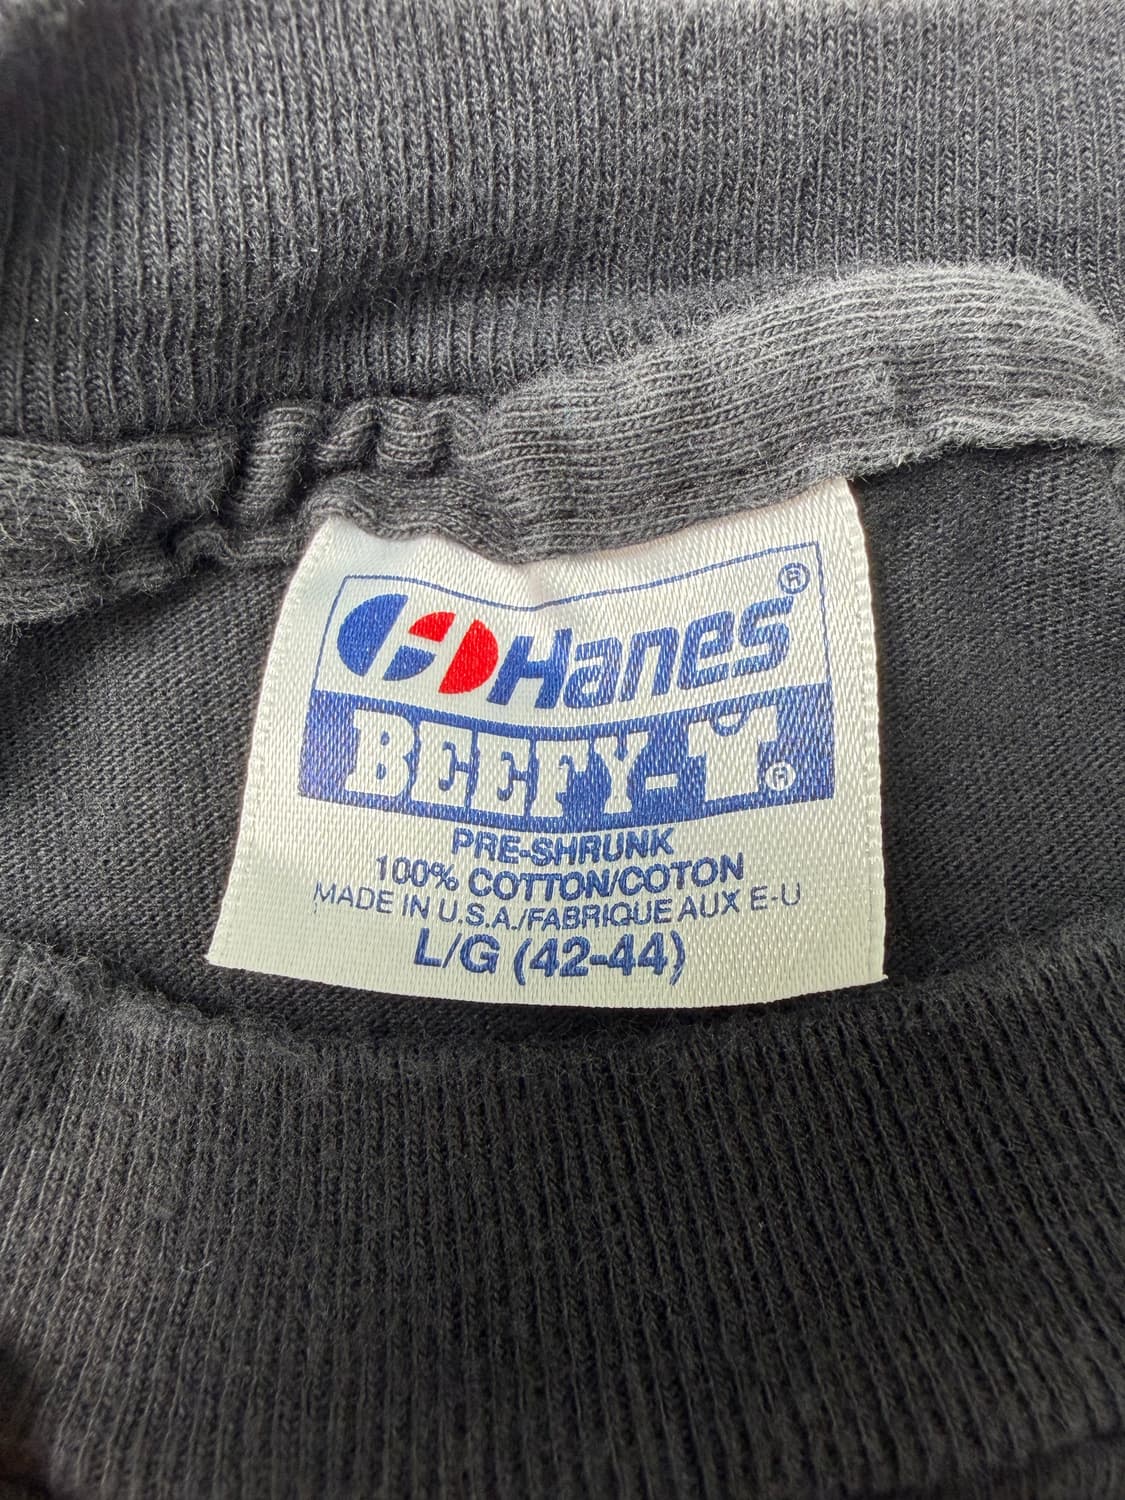 Hanes®
BEEFY-T®
PRE-SHRUNK
100% COTTON/COTON
MADE IN U.S.A./FABRIQUE AUX E-U
L/G (42-44)